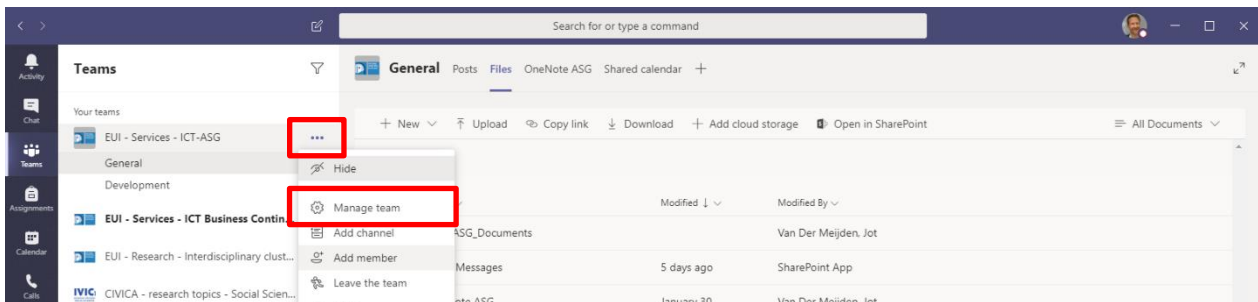 Search for or type a command
Activity
Chat
Teams
Assignments
Calendar
Calls
Teams
Your teams
EUI - Services - ICT-ASG
General
Development
EUI - Services - ICT Business Contin...
EUI - Research - Interdisciplinary clust...
IVIC
CIVICA - research topics - Social Scien...
Hide
Manage team
Add channel
Add member
Leave the team
General Posts Files OneNote ASG Shared calendar
New Upload Copy link Download Add cloud storage Open in SharePoint All Documents
Modified Modified By
ASG_Documents Van Der Meijden, Jot
Messages 5 days ago SharePoint App
ote ASG January 30 Van Der Meijden, Jot